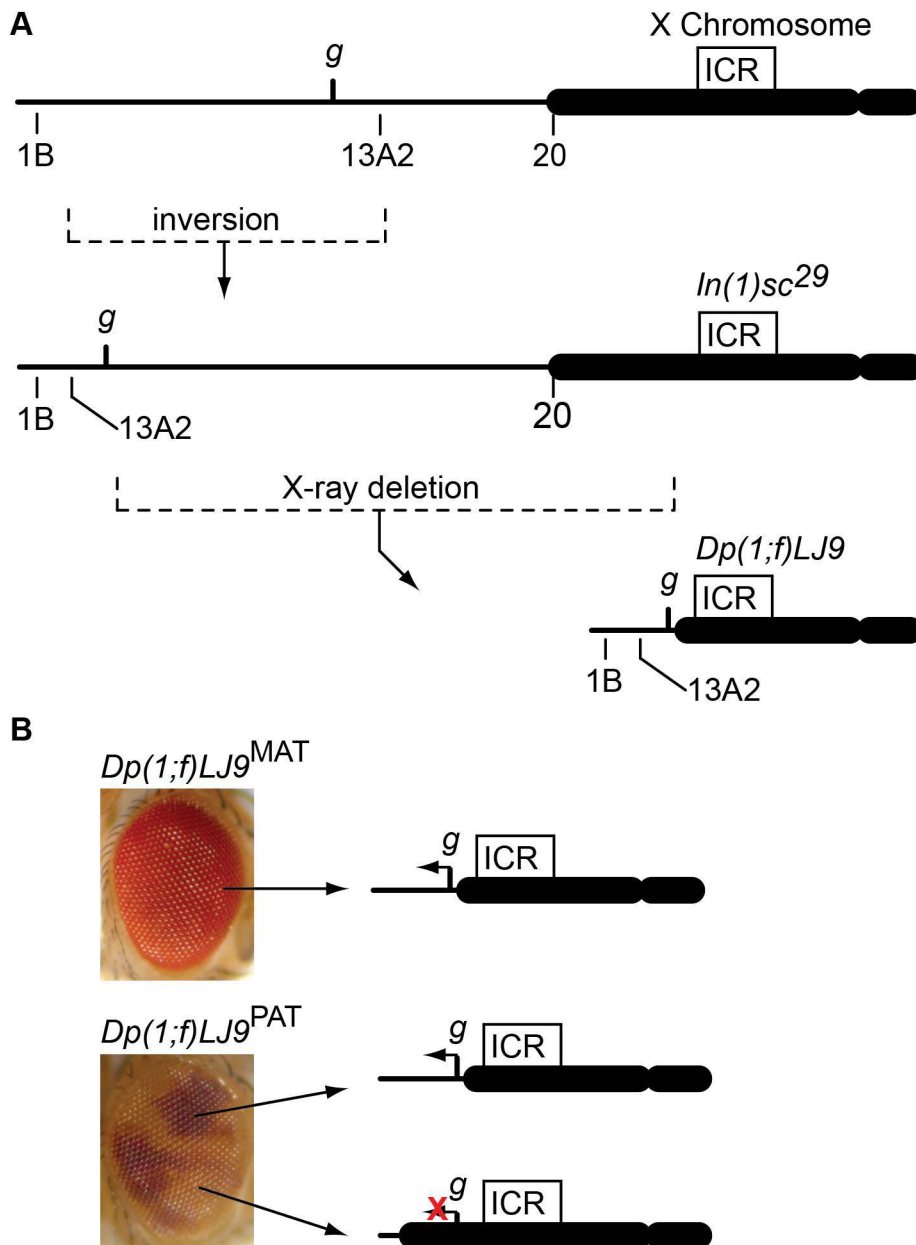 A
X Chromosome
g
ICR
1B
13A2
20
inversion
In(1)sc²⁹
g
ICR
1B
13A2
20
X-ray deletion
Dp(1;f)LJ9
g
ICR
1B
13A2
B
Dp(1;f)LJ9ᴹᴬᵀ
g
ICR
Dp(1;f)LJ9ᴾᴬᵀ
g
ICR
X
g
ICR